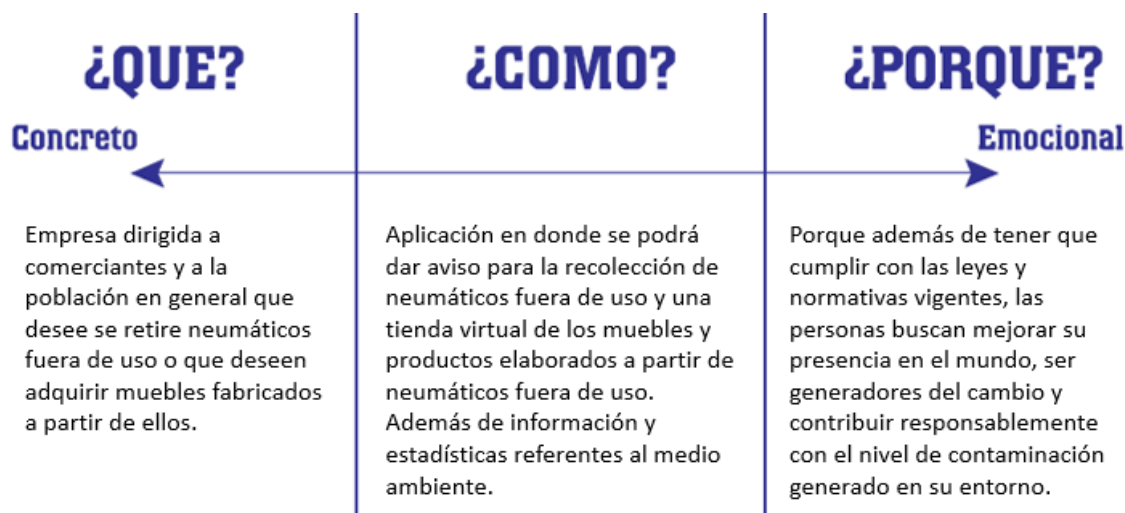 ¿QUE?
Concreto
Empresa dirigida a
comerciantes y a la
población en general que
desee se retire neumáticos
fuera de uso o que deseen
adquirir muebles fabricados
a partir de ellos.
¿COMO?
Aplicación en donde se podrá
dar aviso para la recolección de
neumáticos fuera de uso y una
tienda virtual de los muebles y
productos elaborados a partir de
neumáticos fuera de uso.
Además de información y
estadísticas referentes al medio
ambiente.
¿PORQUE?
Emocional
Porque además de tener que
cumplir con las leyes y
normativas vigentes, las
personas buscan mejorar su
presencia en el mundo, ser
generadores del cambio y
contribuir responsablemente
con el nivel de contaminación
generado en su entorno.